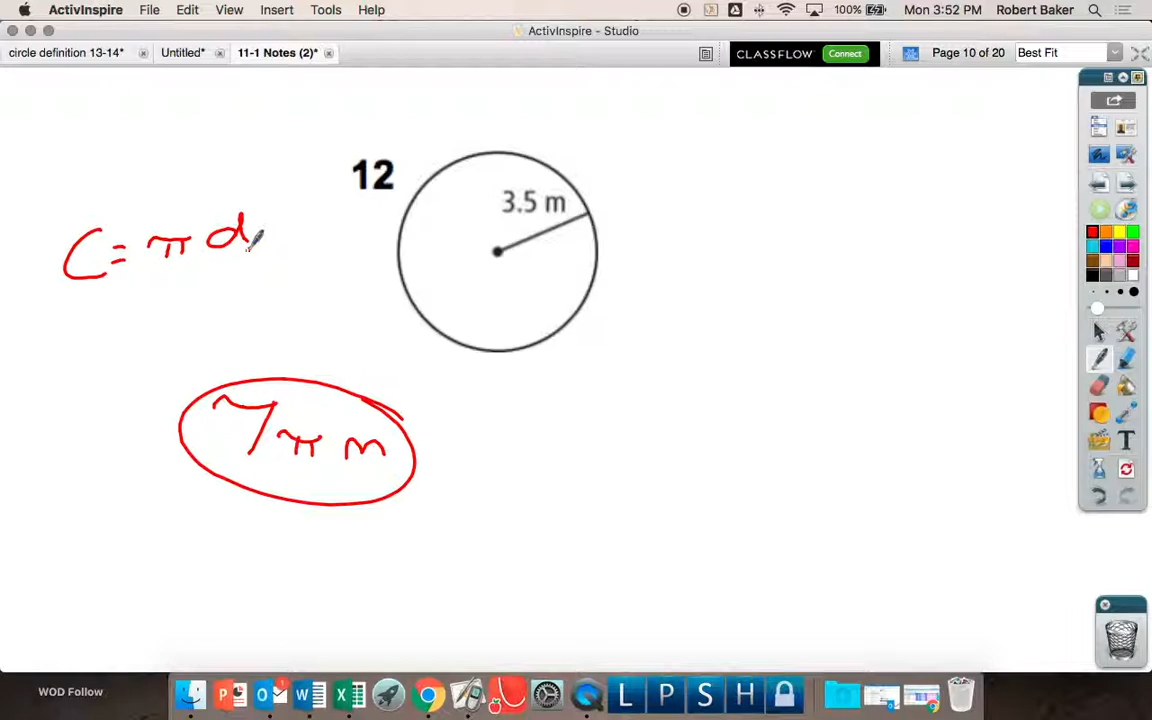 ActivInspire File Edit View Insert Tools Help 100% Mon 3:52 PM Robert Baker
ActivInspire - Studio
circle definition 13-14* Untitled* 11-1 Notes (2)* CLASSFLOW Connect Page 10 of 20 Best Fit
12
3.5 m
C = π d
7π m
WOD Follow
L P S H